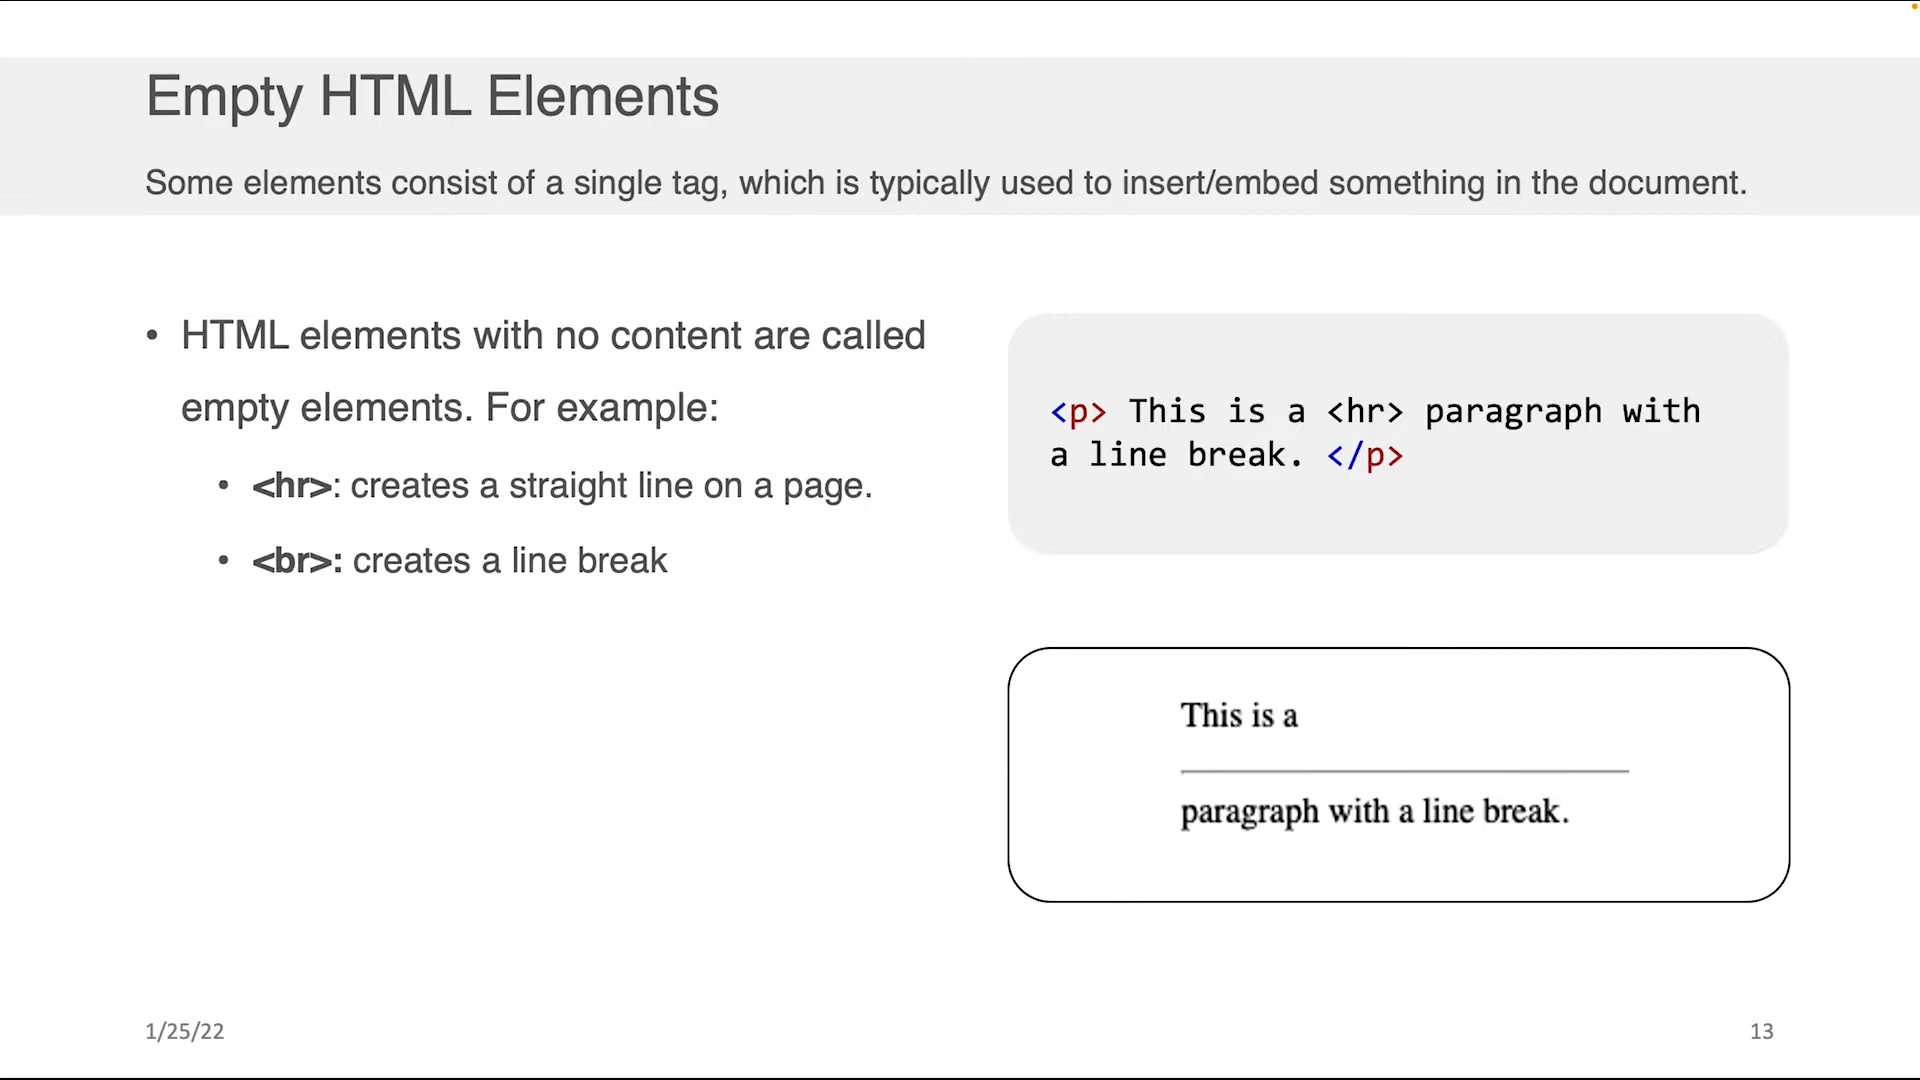 Empty HTML Elements
Some elements consist of a single tag, which is typically used to insert/embed something in the document.
• HTML elements with no content are called
empty elements. For example:
• <hr>: creates a straight line on a page.
• <br>: creates a line break
<p> This is a <hr> paragraph with
a line break. </p>
This is a
paragraph with a line break.
1/25/22
13